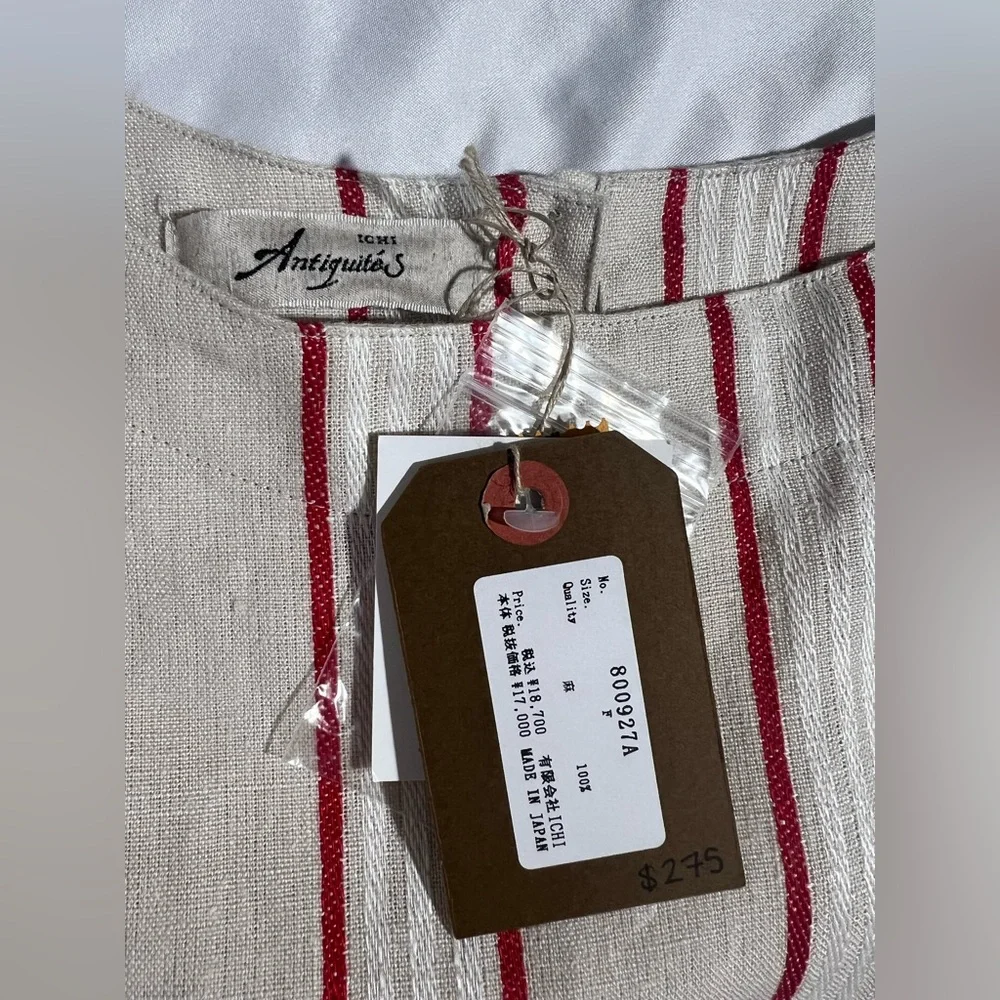 ICHI
Antiquités
No. 800927A
Size. F
Quality 麻 100%
Price. 税込 ¥18,700 有限会社ICHI
本体 税抜価格 ¥17,000 MADE IN JAPAN
$275